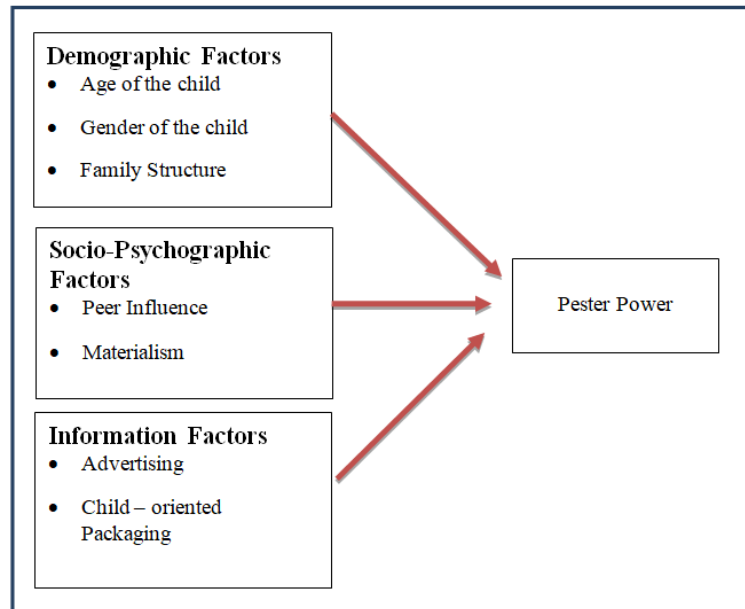 Demographic Factors
• Age of the child
• Gender of the child
• Family Structure
Socio-Psychographic
Factors
• Peer Influence
• Materialism
Information Factors
• Advertising
• Child – oriented
Packaging
Pester Power